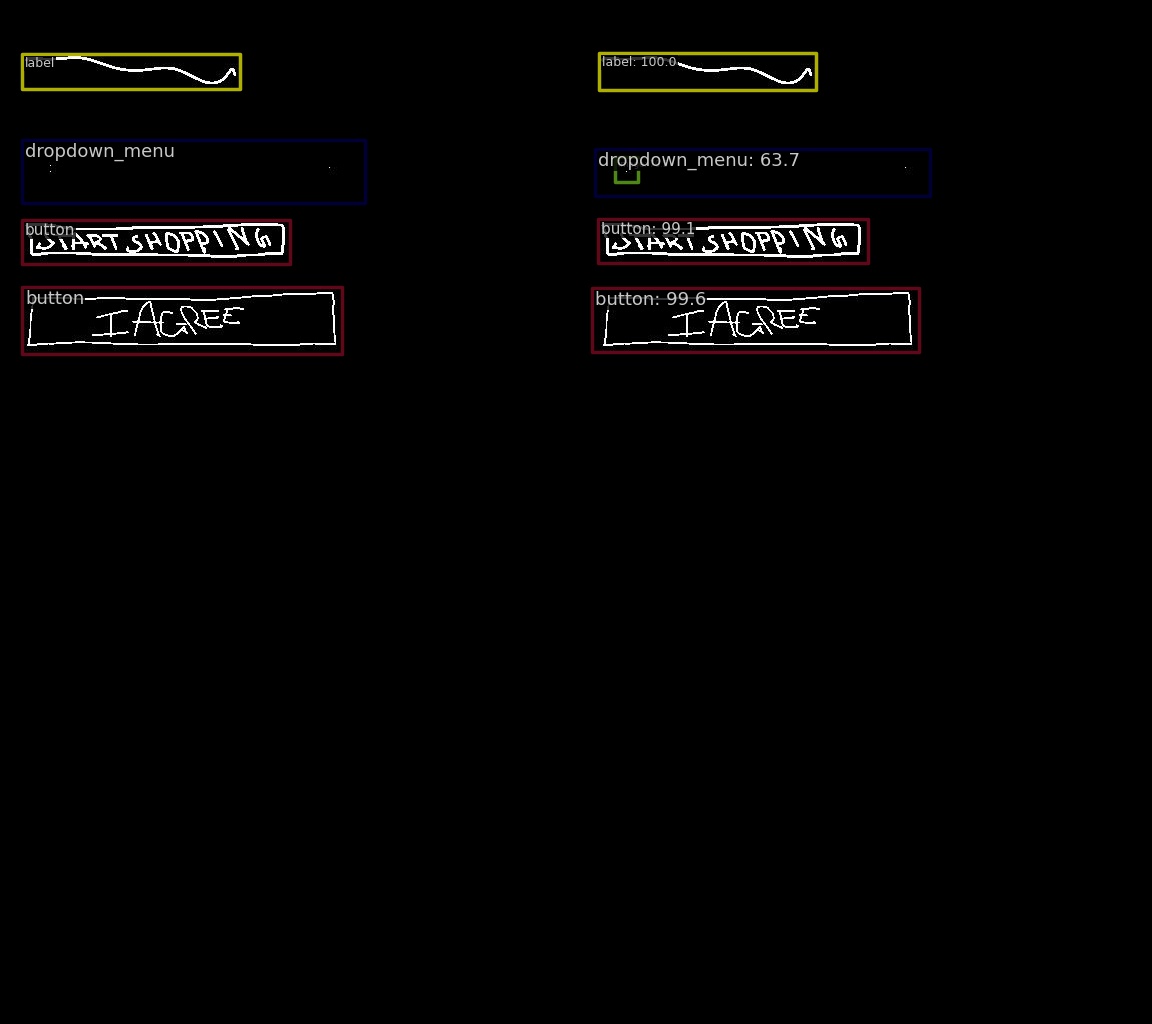 label
label: 100.0
dropdown_menu
dropdown_menu: 63.7
button
button: 99.1
START SHOPPING
START SHOPPING
button
button: 99.6
I AGREE
I AGREE